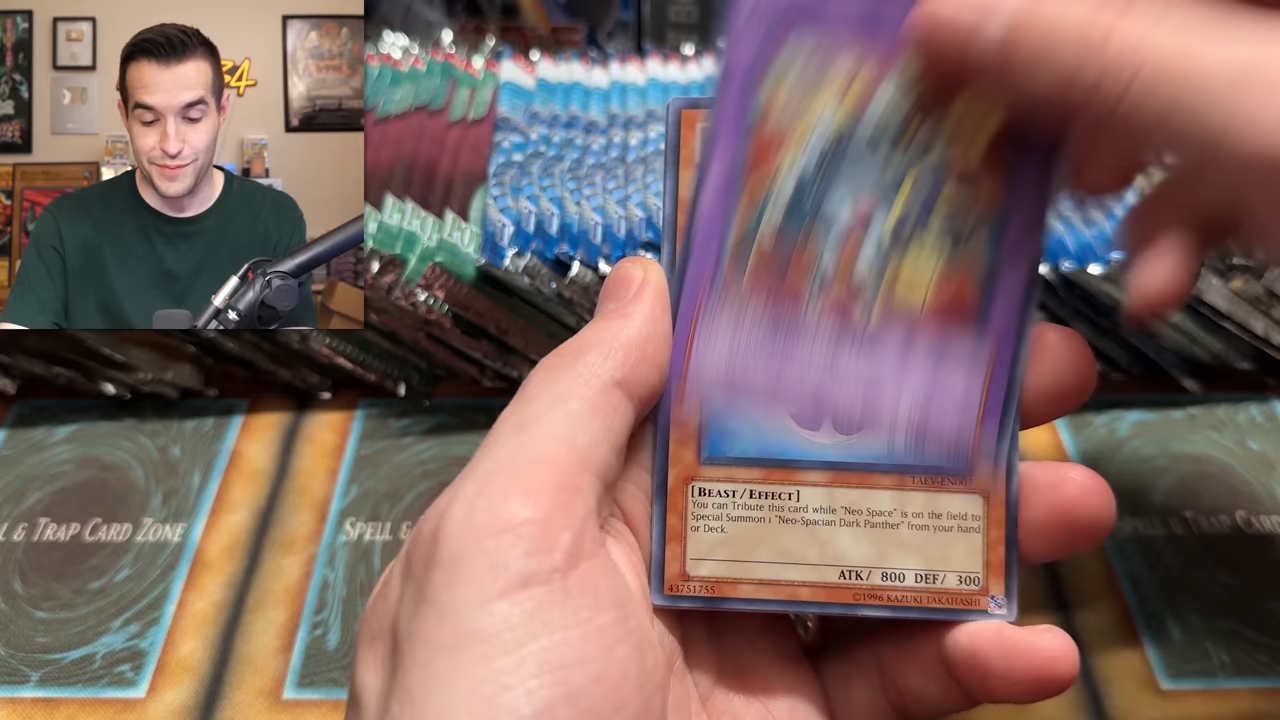 34
L & TRAP CARD ZONE
SPELL &
TRAP CARD
TAEV-EN007
[BEAST/EFFECT]
You can Tribute this card while "Neo Space" is on the field to
Special Summon 1 "Neo-Spacian Dark Panther" from your hand
or Deck.
ATK/ 800 DEF/ 300
43751755
©1996 KAZUKI TAKAHASHI